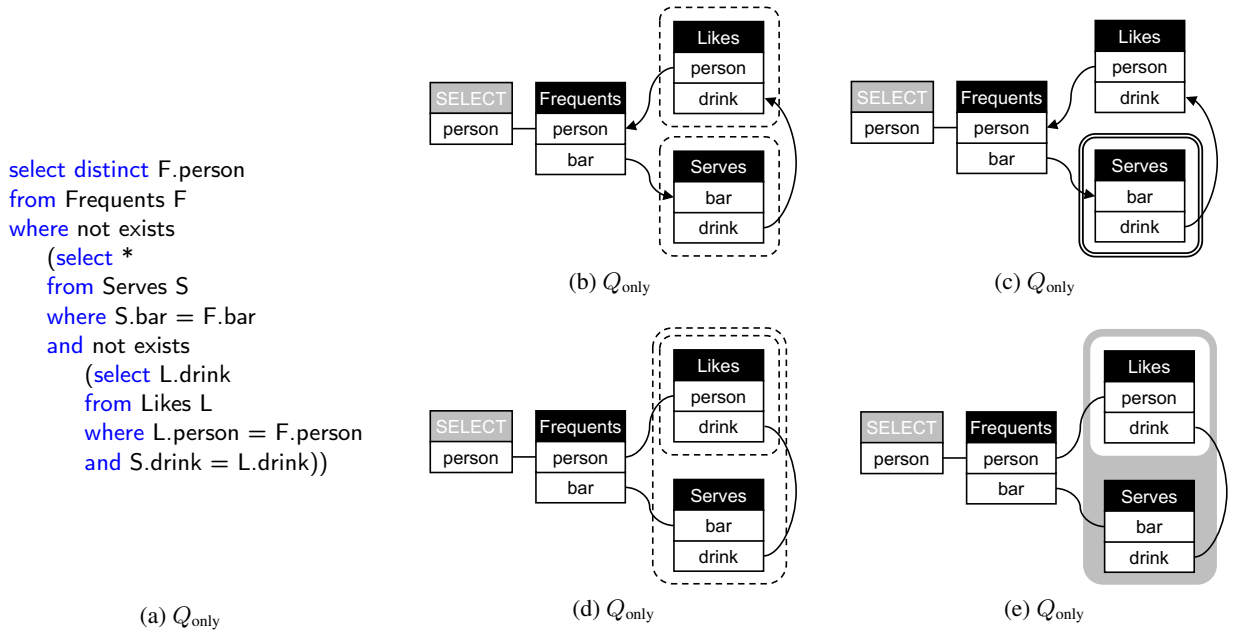 select distinct F.person
from Frequents F
where not exists
(select *
from Serves S
where S.bar = F.bar
and not exists
(select L.drink
from Likes L
where L.person = F.person
and S.drink = L.drink))
(a) Qonly
Likes
person
drink
SELECT
person
Frequents
person
bar
Serves
bar
drink
(b) Qonly
Likes
person
drink
SELECT
person
Frequents
person
bar
Serves
bar
drink
(c) Qonly
Likes
person
drink
SELECT
person
Frequents
person
bar
Serves
bar
drink
(d) Qonly
Likes
person
drink
SELECT
person
Frequents
person
bar
Serves
bar
drink
(e) Qonly